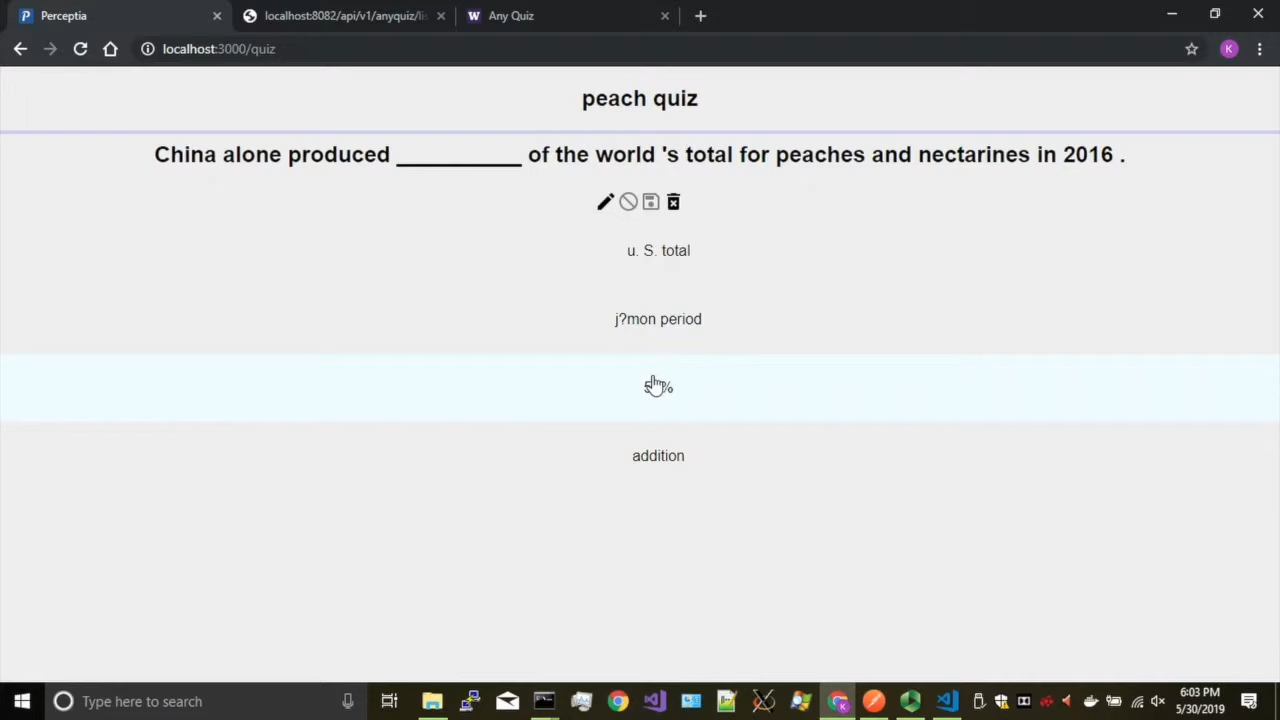 Perceptia
localhost:8082/api/v1/anyquiz/lis
Any Quiz
localhost:3000/quiz
K
peach quiz
China alone produced __________ of the world 's total for peaches and nectarines in 2016 .
u. S. total
j?mon period
addition
Type here to search
6:03 PM
5/30/2019